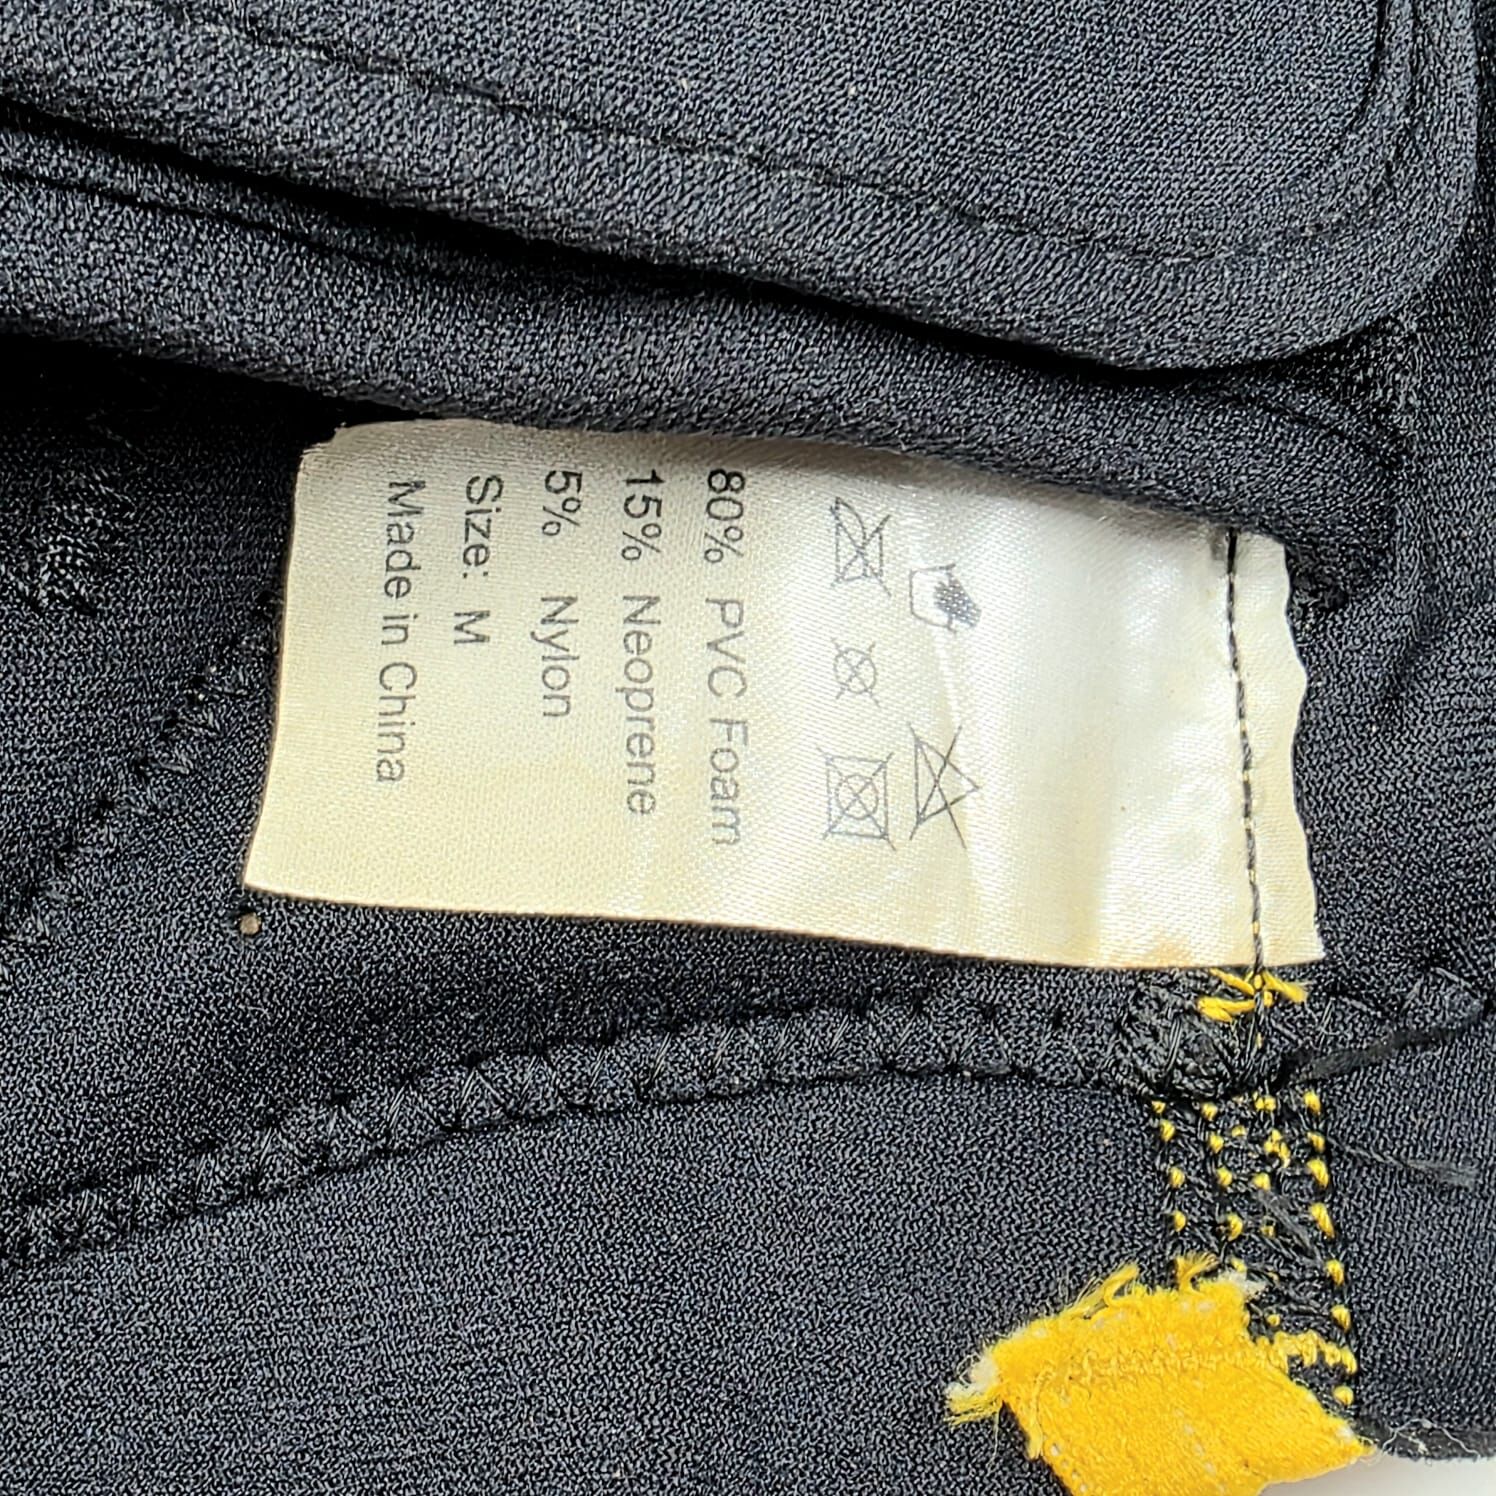 80% PVC Foam
15% Neoprene
5% Nylon
Size: M
Made in China